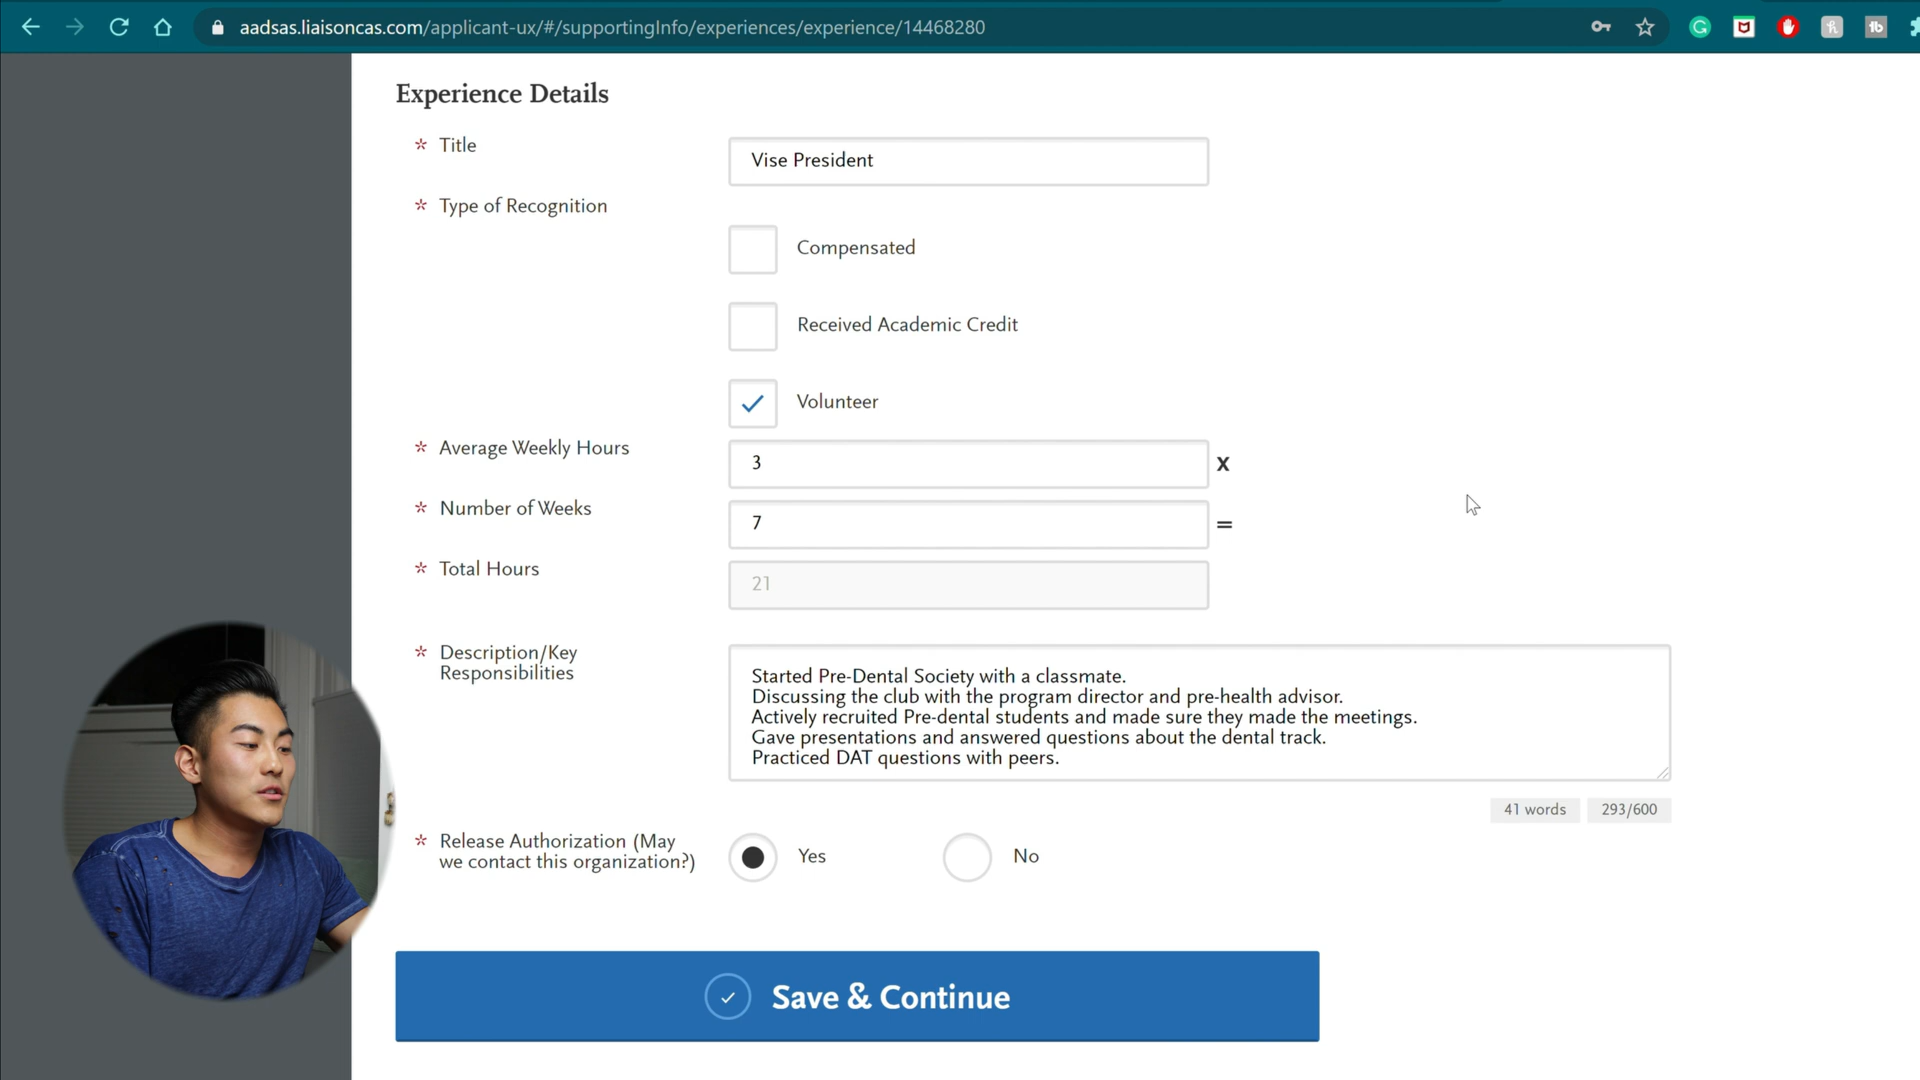 aadsas.liaisoncas.com/applicant-ux/#/supportingInfo/experiences/experience/14468280
Experience Details
* Title
Vise President
* Type of Recognition
Compensated
Received Academic Credit
Volunteer
* Average Weekly Hours
3
X
* Number of Weeks
7
=
* Total Hours
21
* Description/Key
Responsibilities
Started Pre-Dental Society with a classmate.
Discussing the club with the program director and pre-health advisor.
Actively recruited Pre-dental students and made sure they made the meetings.
Gave presentations and answered questions about the dental track.
Practiced DAT questions with peers.
41 words
293/600
* Release Authorization (May
we contact this organization?)
Yes
No
Save & Continue